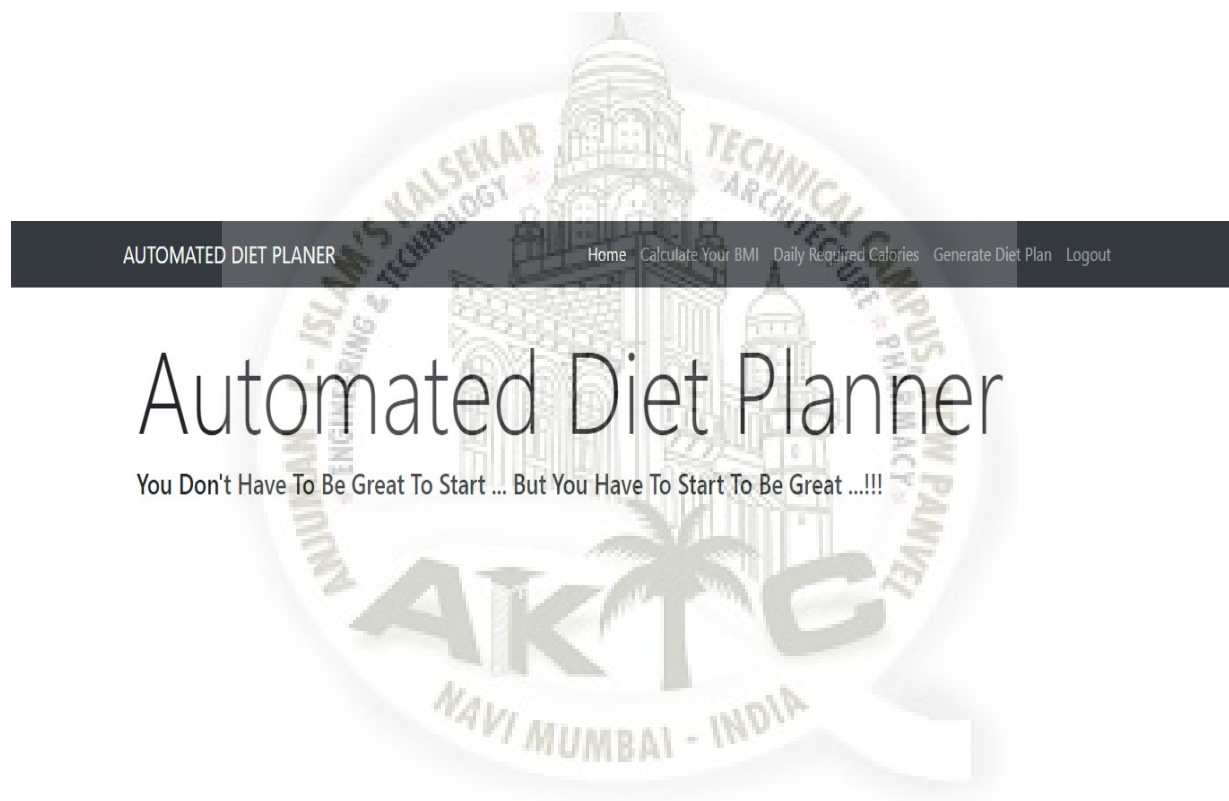 ANJUMAN - ISLAM'S KALSEKAR TECHNICAL CAMPUS - IN PANVEL
ENGINEERING & TECHNOLOGY * ARCHITECTURE * PHARMACY
AUTOMATED DIET PLANER Home Calculate Your BMI Daily Required Calories Generate Diet Plan Logout
Automated Diet Planner
You Don't Have To Be Great To Start ... But You Have To Start To Be Great ...!!!
AKTC
NAVI MUMBAI - INDIA